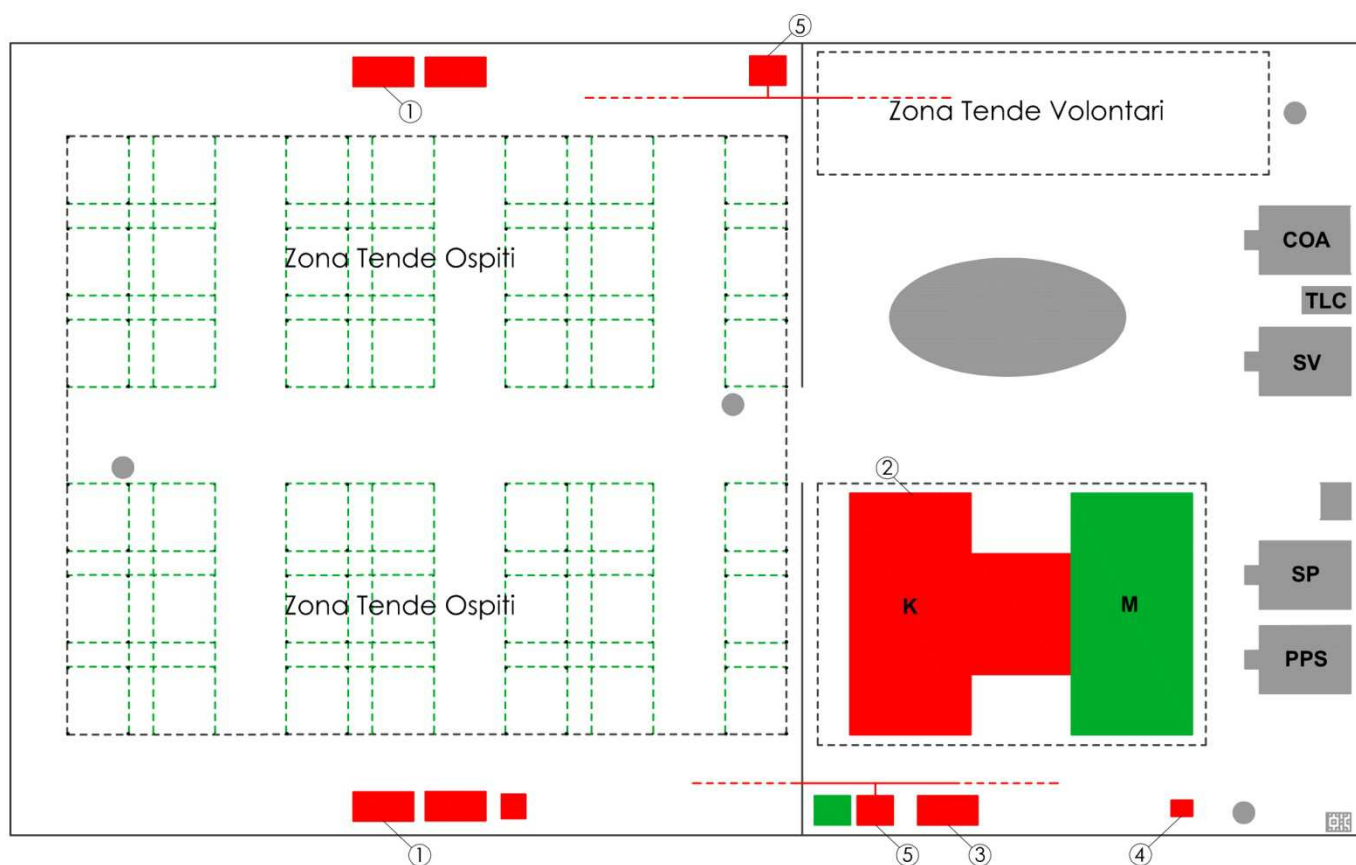 ⑤
①
Zona Tende Volontari
COA
Zona Tende Ospiti
TLC
SV
②
SP
Zona Tende Ospiti
K
M
PPS
①
⑤
③
④